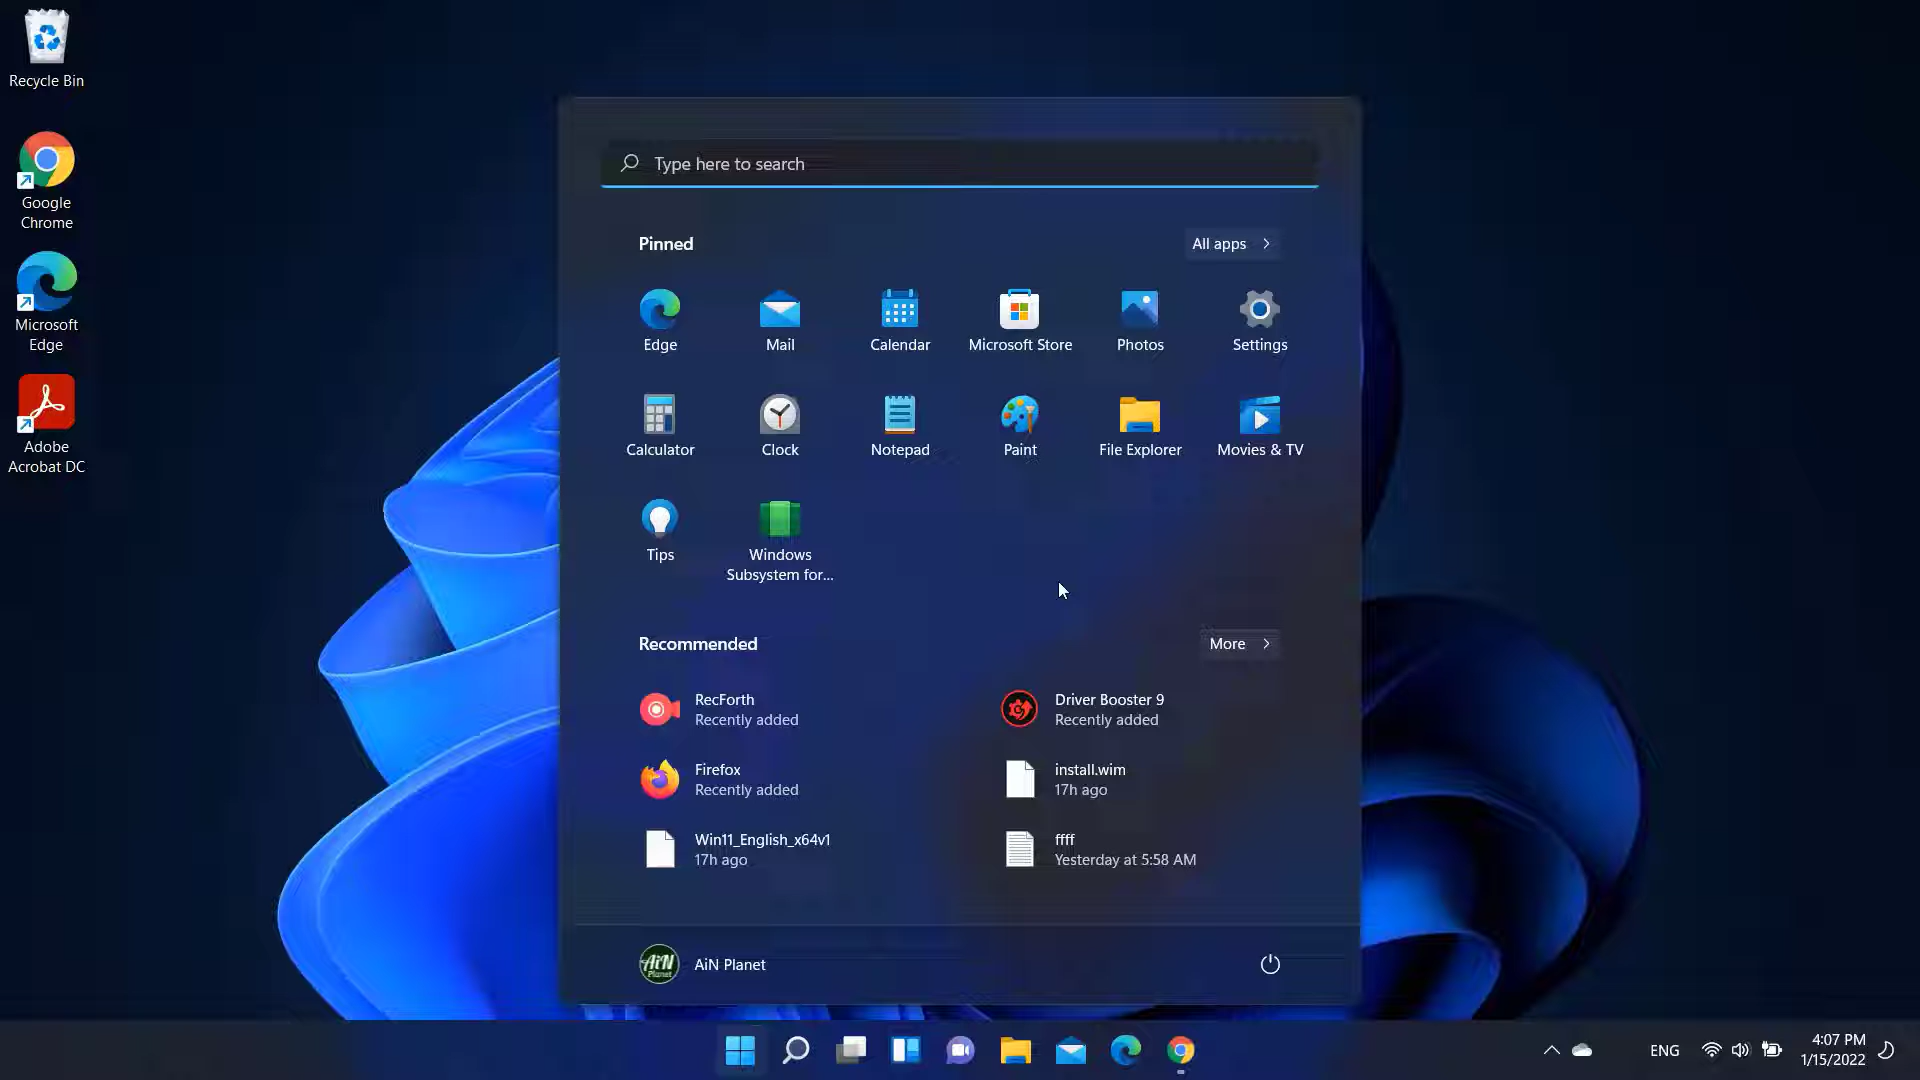 Recycle Bin
Google
Chrome
Microsoft
Edge
Adobe
Acrobat DC
Type here to search
Pinned
All apps
Edge
Mail
Calendar
Microsoft Store
Photos
Settings
Calculator
Clock
Notepad
Paint
File Explorer
Movies & TV
Tips
Windows
Subsystem for...
Recommended
More
RecForth
Recently added
Driver Booster 9
Recently added
Firefox
Recently added
install.wim
17h ago
Win11_English_x64v1
17h ago
ffff
Yesterday at 5:58 AM
AiN
Planet
AiN Planet
ENG
4:07 PM
1/15/2022